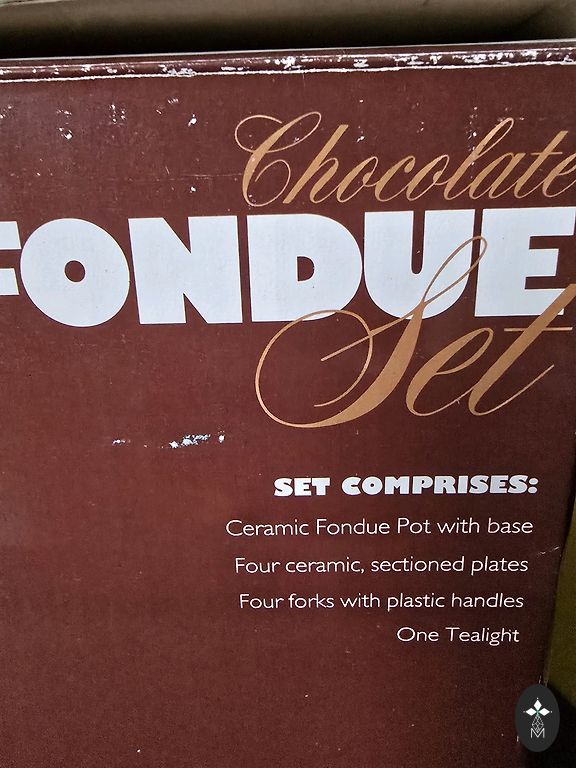 Chocolate
FONDUE
Set
SET COMPRISES:
Ceramic Fondue Pot with base
Four ceramic, sectioned plates
Four forks with plastic handles
One Tealight
M